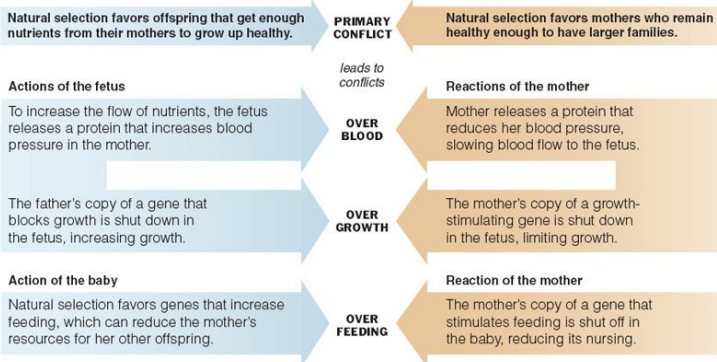 Natural selection favors offspring that get enough
nutrients from their mothers to grow up healthy.
PRIMARY
CONFLICT
Natural selection favors mothers who remain
healthy enough to have larger families.
leads to
conflicts
Actions of the fetus
Reactions of the mother
To increase the flow of nutrients, the fetus
releases a protein that increases blood
pressure in the mother.
OVER
BLOOD
Mother releases a protein that
reduces her blood pressure,
slowing blood flow to the fetus.
The father's copy of a gene that
blocks growth is shut down in
the fetus, increasing growth.
OVER
GROWTH
The mother's copy of a growth-
stimulating gene is shut down
in the fetus, limiting growth.
Action of the baby
Reaction of the mother
Natural selection favors genes that increase
feeding, which can reduce the mother's
resources for her other offspring.
OVER
FEEDING
The mother's copy of a gene that
stimulates feeding is shut off in
the baby, reducing its nursing.